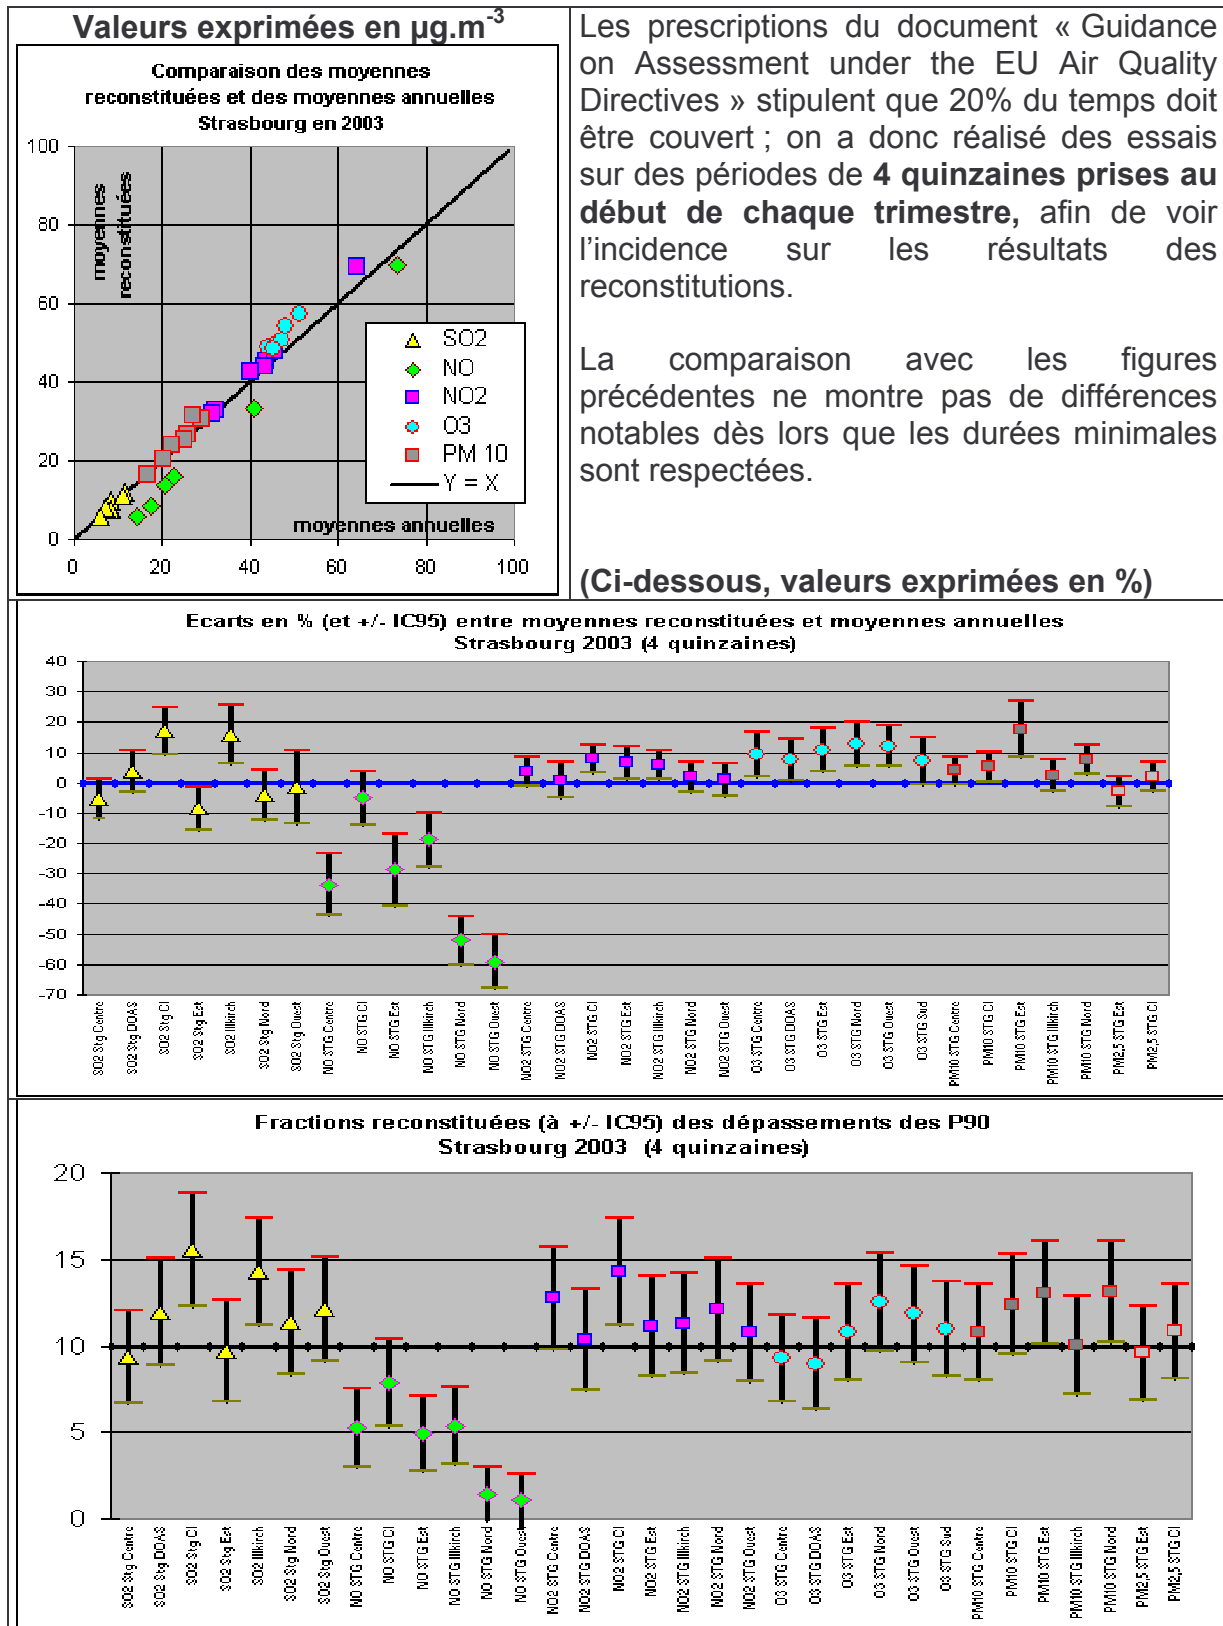 Valeurs exprimées en µg.m-3
Comparaison des moyennes
reconstituées et des moyennes annuelles
Strasbourg en 2003
100
80
60
40
20
0
moyennes
reconstituées
SO2
NO
NO2
O3
PM 10
Y = X
moyennes annuelles
0 20 40 60 80 100
Les prescriptions du document « Guidance
on Assessment under the EU Air Quality
Directives » stipulent que 20% du temps doit
être couvert ; on a donc réalisé des essais
sur des périodes de 4 quinzaines prises au
début de chaque trimestre, afin de voir
l'incidence sur les résultats des
reconstitutions.
La comparaison avec les figures
précédentes ne montre pas de différences
notables dès lors que les durées minimales
sont respectées.
(Ci-dessous, valeurs exprimées en %)
Ecarts en % (et +/- IC95) entre moyennes reconstituées et moyennes annuelles
Strasbourg 2003 (4 quinzaines)
40
30
20
10
0
-10
-20
-30
-40
-50
-60
-70
SO2 Stg Centre
SO2 Stg DOAS
SO2 Stg CI
SO2 Stg Est
SO2 Illkirch
SO2 Stg Nord
SO2 Stg Ouest
NO STG Centre
NO STG CI
NO STG Est
NO STG Illkirch
NO STG Nord
NO STG Ouest
NO2 STG Centre
NO2 STG DOAS
NO2 STG CI
NO2 STG Est
NO2 STG Illkirch
NO2 STG Nord
NO2 STG Ouest
O3 STG Centre
O3 STG DOAS
O3 STG Est
O3 STG Nord
O3 STG Ouest
O3 STG Sud
PM10 STG Centre
PM10 STG CI
PM10 STG Est
PM10 STG Illkirch
PM10 STG Nord
PM2,5 STG Est
PM2,5 STG CI
Fractions reconstituées (à +/- IC95) des dépassements des P90
Strasbourg 2003 (4 quinzaines)
20
15
10
5
0
SO2 Stg Centre
SO2 Stg DOAS
SO2 Stg CI
SO2 Stg Est
SO2 Illkirch
SO2 Stg Nord
SO2 Stg Ouest
NO STG Centre
NO STG CI
NO STG Est
NO STG Illkirch
NO STG Nord
NO STG Ouest
NO2 STG Centre
NO2 STG DOAS
NO2 STG CI
NO2 STG Est
NO2 STG Illkirch
NO2 STG Nord
NO2 STG Ouest
O3 STG Centre
O3 STG DOAS
O3 STG Est
O3 STG Nord
O3 STG Ouest
O3 STG Sud
PM10 STG Centre
PM10 STG CI
PM10 STG Est
PM10 STG Illkirch
PM10 STG Nord
PM2,5 STG Est
PM2,5 STG CI